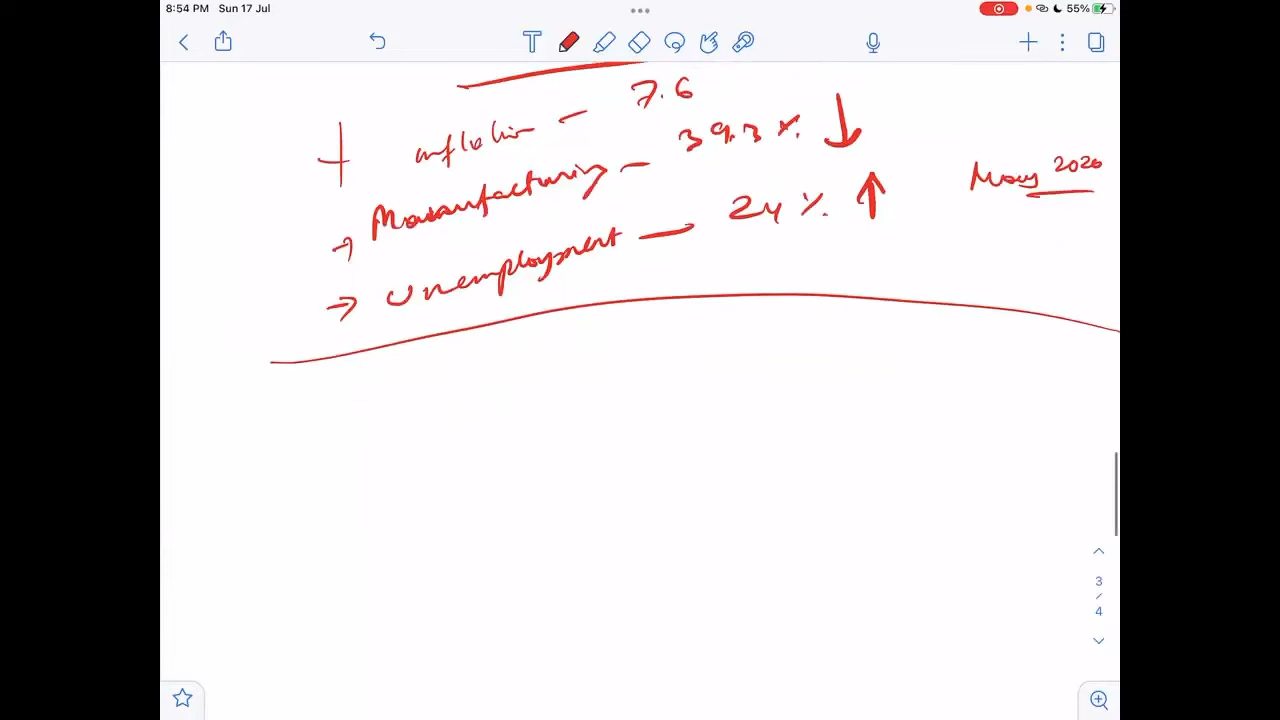 8:54 PM Sun 17 Jul
55%
inflation - 7.6
→ Manufacturing - 39.3 % ↓
→ Unemployment - 24 % ↑
May 2020
3
/
4